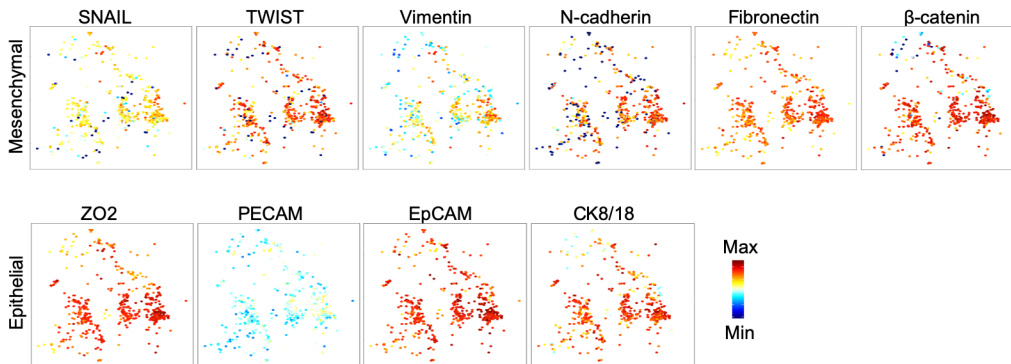 SNAIL TWIST Vimentin N-cadherin Fibronectin β-catenin
Mesenchymal
ZO2 PECAM EpCAM CK8/18
Epithelial
Max
Min